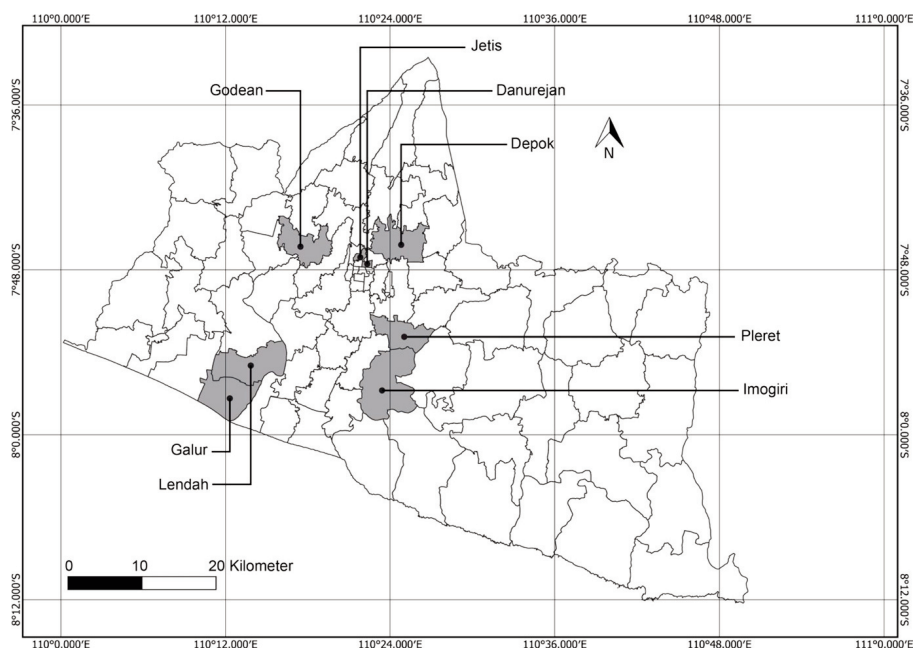 110°0.000'E 110°12.000'E 110°24.000'E 110°36.000'E 110°48.000'E 111°0.000'E
Jetis
Godean
Danurejan
7°36.000'S 7°36.000'S
Depok
N
7°48.000'S 7°48.000'S
Pleret
Imogiri
8°0.000'S 8°0.000'S
Galur
Lendah
0 10 20 Kilometer
8°12.000'S 8°12.000'S
110°0.000'E 110°12.000'E 110°24.000'E 110°36.000'E 110°48.000'E 111°0.000'E